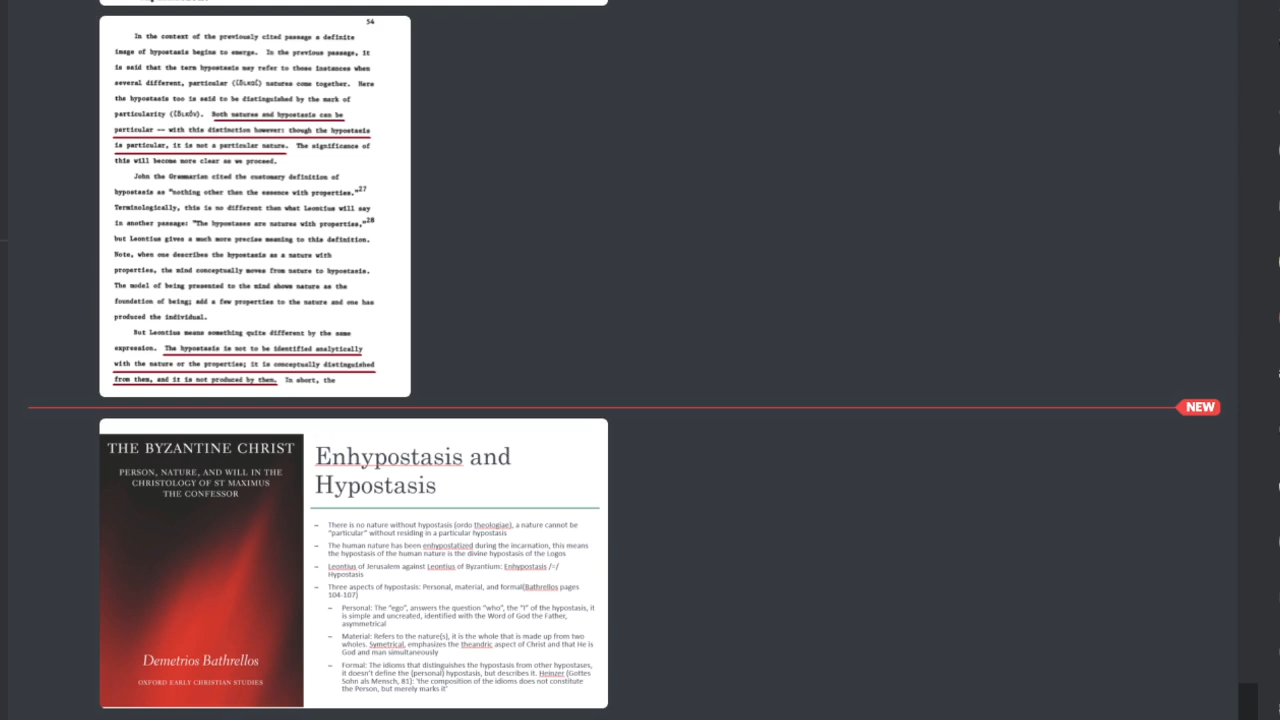 54
In the context of the previously cited passage a definite
image of hypostasis begins to emerge. In the previous passage, it
is said that the term hypostasis may refer to those instances when
several different, particular (ἰδικαί) natures come together. Here
the hypostasis too is said to be distinguished by the mark of
particularity (ἰδικόν). Both natures and hypostasis can be
particular -- with this distinction however: though the hypostasis
is particular, it is not a particular nature. The significance of
this will become more clear as we proceed.
John the Grammarian cited the customary definition of
hypostasis as "nothing other than the essence with properties."27
Terminologically, this is no different than what Leontius will say
in another passage: "The hypostases are natures with properties,"28
but Leontius gives a much more precise meaning to this definition.
Note, when one describes the hypostasis as a nature with
properties, the mind conceptually moves from nature to hypostasis.
The model of being presented to the mind shows nature as the
foundation of being; add a few properties to the nature and one has
produced the individual.
But Leontius means something quite different by the same
expression. The hypostasis is not to be identified analytically
with the nature or the properties; it is conceptually distinguished
from them, and it is not produced by them. In short, the
NEW
THE BYZANTINE CHRIST
PERSON, NATURE, AND WILL IN THE
CHRISTOLOGY OF ST MAXIMUS
THE CONFESSOR
Demetrios Bathrellos
OXFORD EARLY CHRISTIAN STUDIES
Enhypostasis and
Hypostasis
– There is no nature without hypostasis (ordo theologiae), a nature cannot be
"particular" without residing in a particular hypostasis
– The human nature has been enhypostatized during the incarnation, this means
the hypostasis of the human nature is the divine hypostasis of the Logos
– Leontius of Jerusalem against Leontius of Byzantium: Enhypostasis /=/
Hypostasis
– Three aspects of hypostasis: Personal, material, and formal(Bathrellos pages
104-107)
– Personal: The "ego", answers the question "who", the "I" of the hypostasis, it
is simple and uncreated, identified with the Word of God the Father,
asymmetrical
– Material: Refers to the nature(s), it is the whole that is made up from two
wholes. Symetrical, emphasizes the theandric aspect of Christ and that He is
God and man simultaneously
– Formal: The idioms that distinguishes the hypostasis from other hypostases,
it doesn't define the (personal) hypostasis, but describes it. Heinzer (Gottes
Sohn als Mensch, 81): 'the composition of the idioms does not constitute
the Person, but merely marks it'